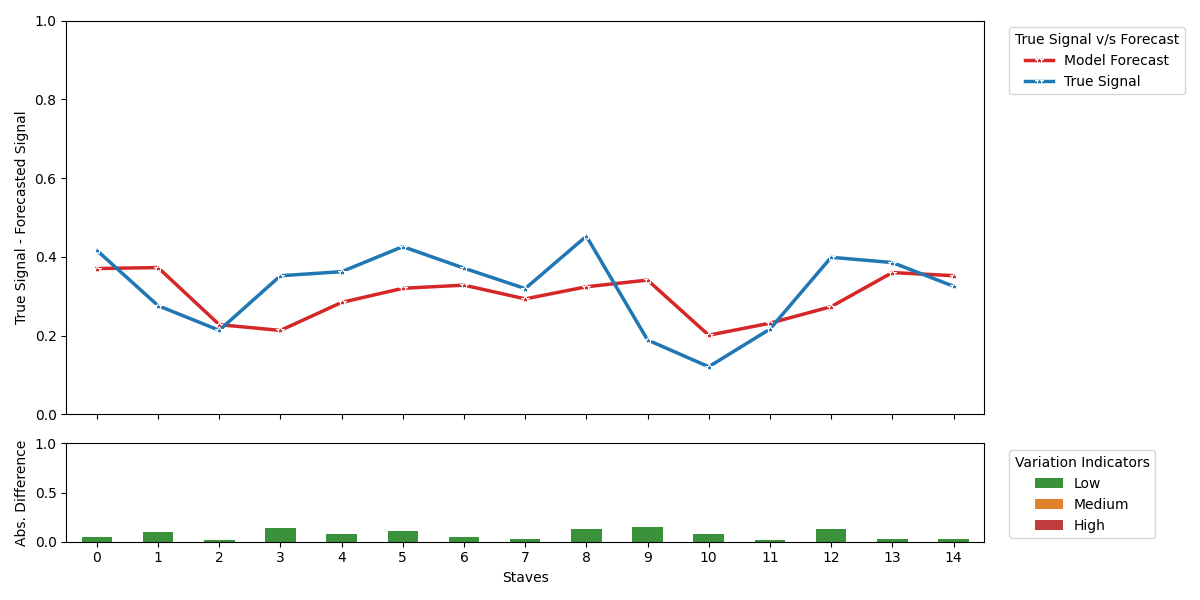 True Signal - Forecasted Signal
1.0
0.8
0.6
0.4
0.2
0.0
True Signal v/s Forecast
Model Forecast
True Signal
Abs. Difference
1.0
0.5
0.0
0 1 2 3 4 5 6 7 8 9 10 11 12 13 14
Staves
Variation Indicators
Low
Medium
High